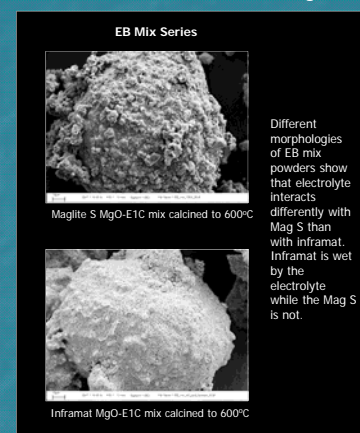 EB Mix Series
Maglite S MgO-E1C mix calcined to 600ºC
Different
morphologies
of EB mix
powders show
that electrolyte
interacts
differently with
Mag S than
with inframat.
Inframat is wet
by the
electrolyte
while the Mag S
is not.
Inframat MgO-E1C mix calcined to 600ºC